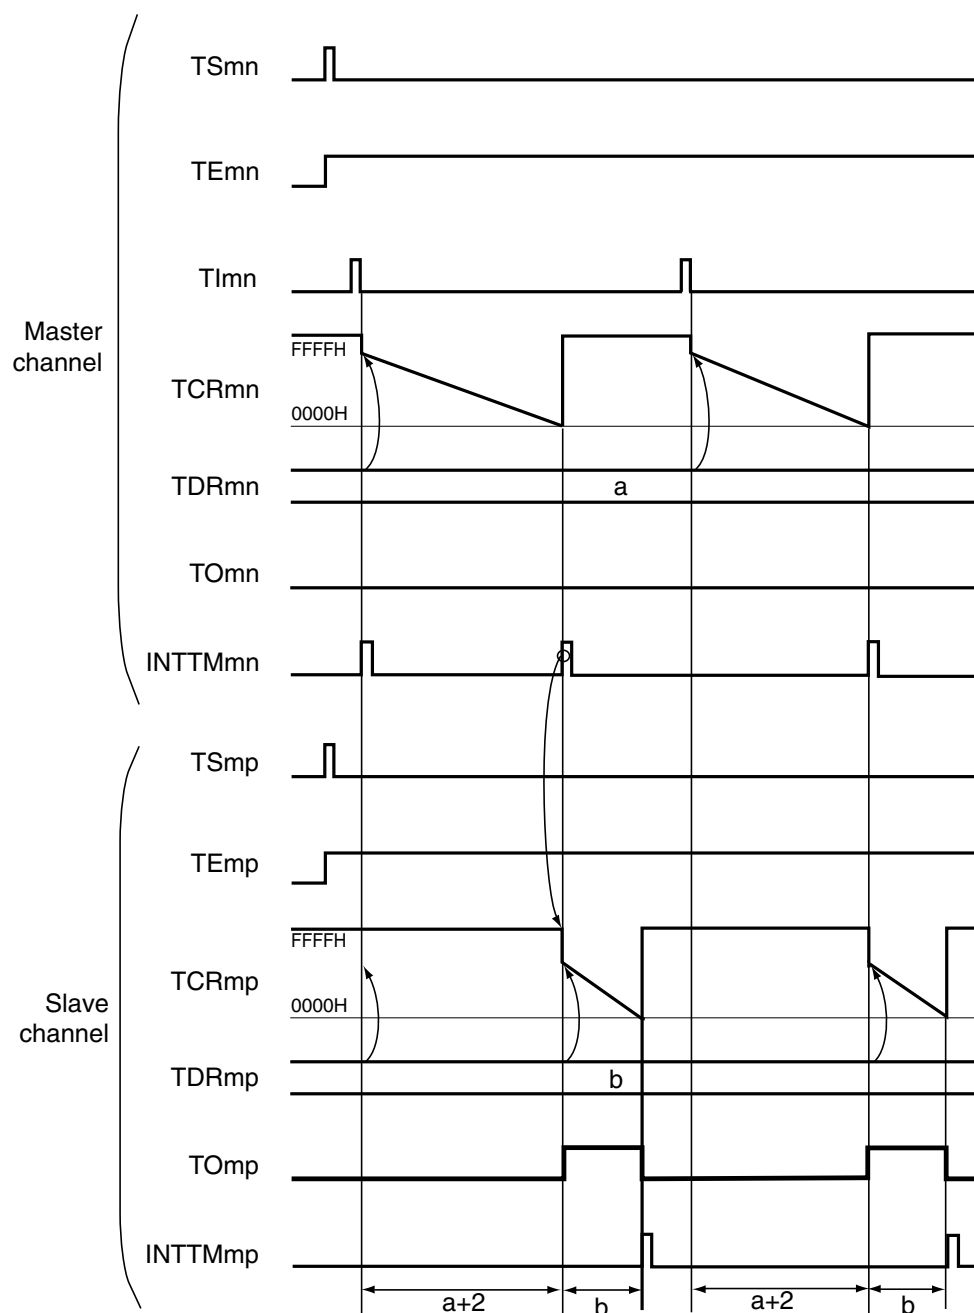 TSmn
TEmn
TImn
Master
channel
FFFFH
TCRmn
0000H
TDRmn
a
TOmn
INTTMmn
TSmp
TEmp
FFFFH
TCRmp
0000H
Slave
channel
TDRmp
b
TOmp
INTTMmp
a+2
b
a+2
b